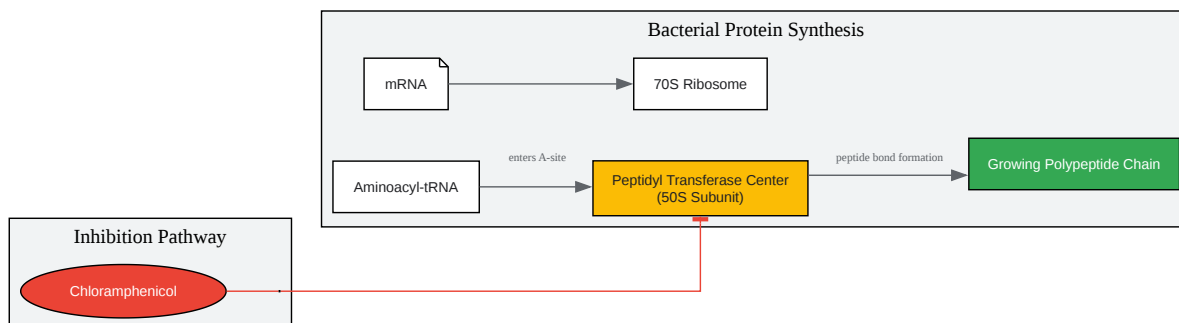 Bacterial Protein Synthesis
mRNA
70S Ribosome
Aminoacyl-tRNA
enters A-site
Peptidyl Transferase Center
(50S Subunit)
peptide bond formation
Growing Polypeptide Chain
Inhibition Pathway
Chloramphenicol